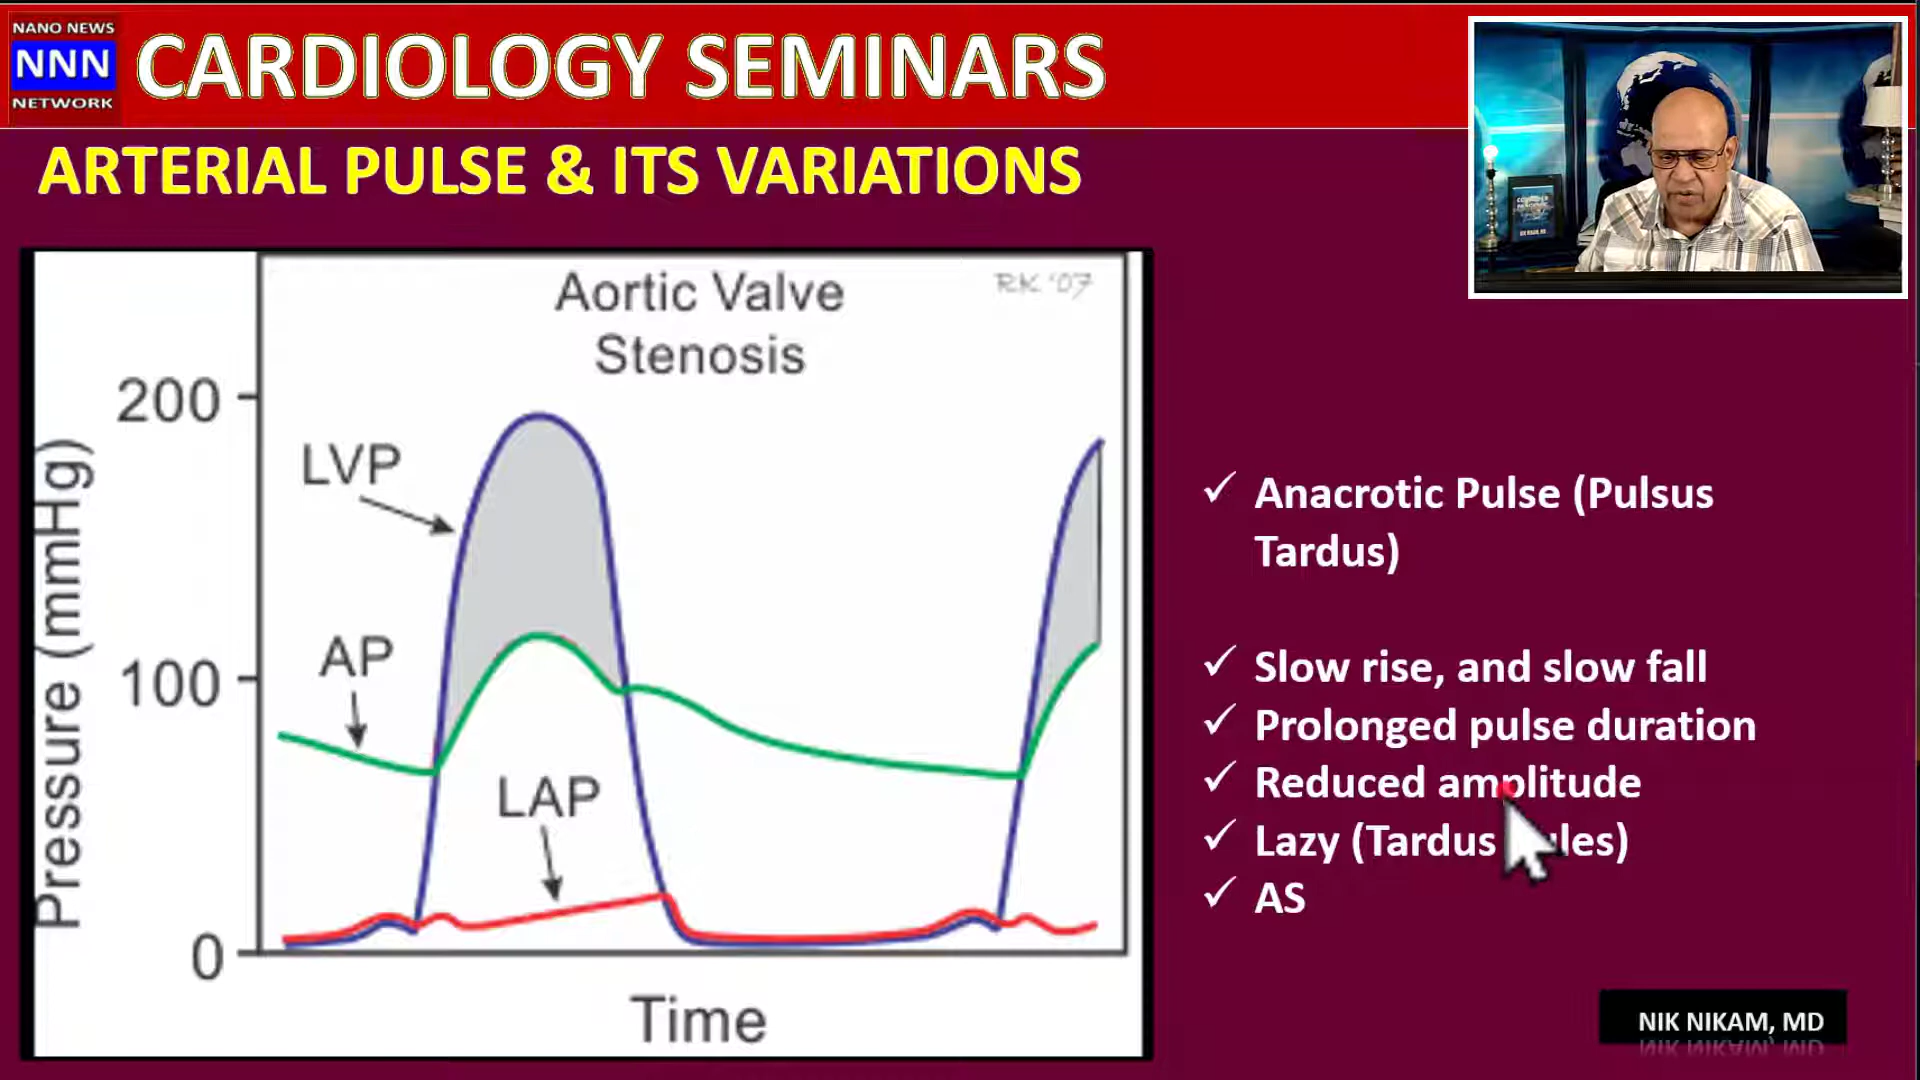 NANO NEWS
NNN
NETWORK
CARDIOLOGY SEMINARS
ARTERIAL PULSE & ITS VARIATIONS
Aortic Valve
Stenosis
RK '07
200
LVP
AP
100
LAP
0
Pressure (mmHg)
Time
✓ Anacrotic Pulse (Pulsus
Tardus)
✓ Slow rise, and slow fall
✓ Prolonged pulse duration
✓ Reduced amplitude
✓ Lazy (Tardus
✓ AS
NIK NIKAM, MD